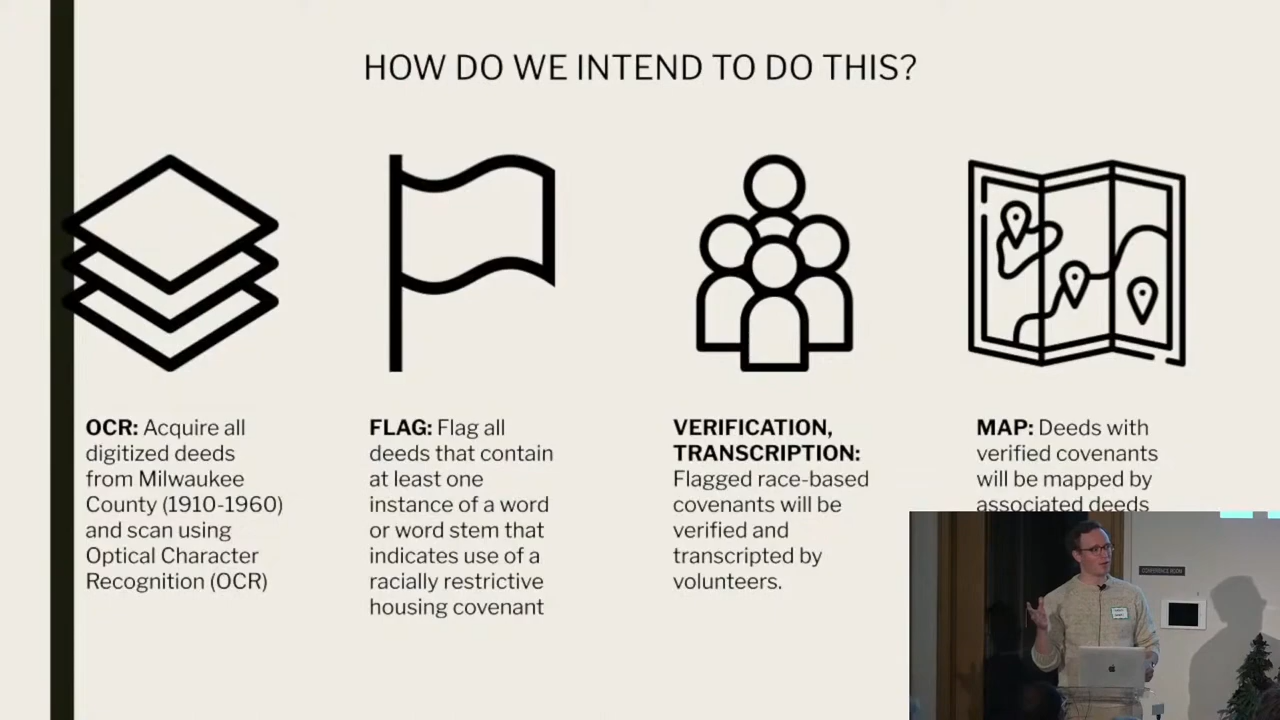 HOW DO WE INTEND TO DO THIS?
OCR: Acquire all
digitized deeds
from Milwaukee
County (1910-1960)
and scan using
Optical Character
Recognition (OCR)
FLAG: Flag all
deeds that contain
at least one
instance of a word
or word stem that
indicates use of a
racially restrictive
housing covenant
VERIFICATION,
TRANSCRIPTION:
Flagged race-based
covenants will be
verified and
transcripted by
volunteers.
MAP: Deeds with
verified covenants
will be mapped by
associated deeds
CONFERENCE ROOM